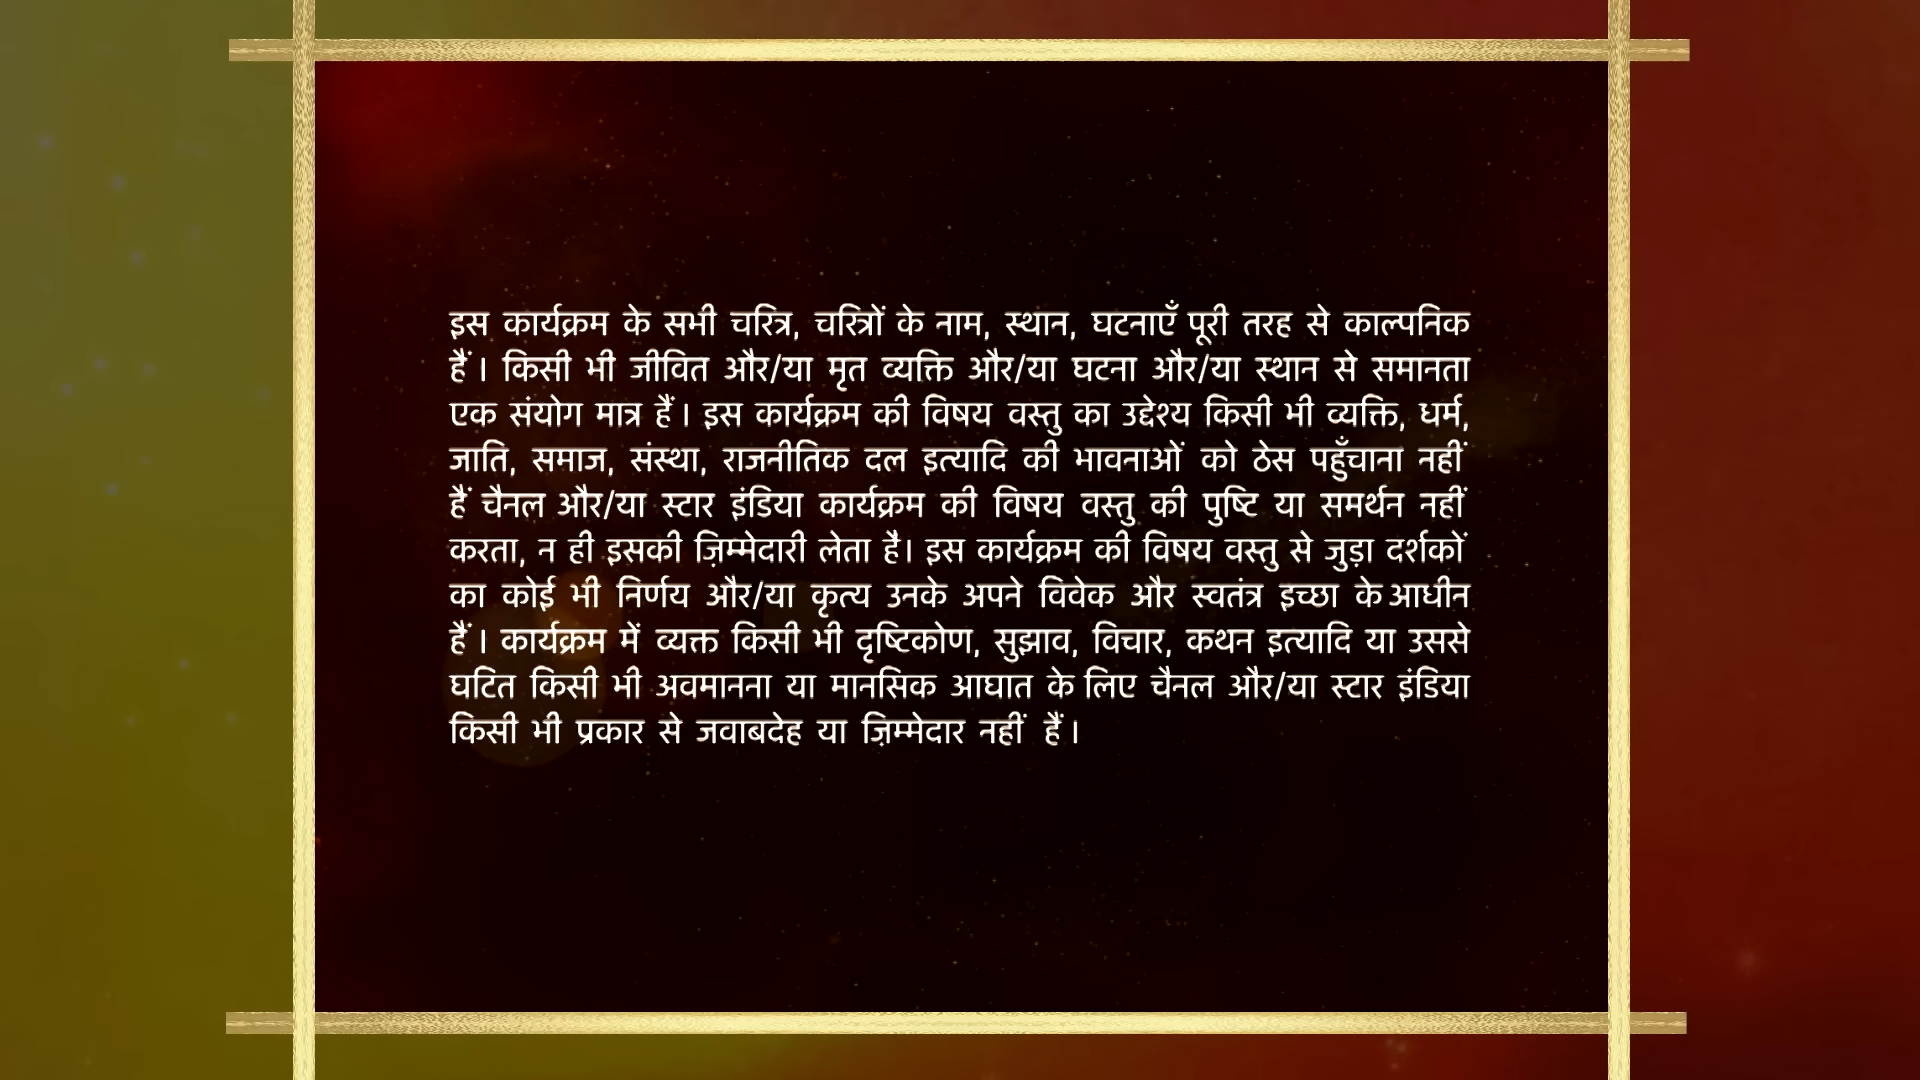 इस कार्यक्रम के सभी चरित्र, चरित्रों के नाम, स्थान, घटनाएँ पूरी तरह से काल्पनिक
हैं । किसी भी जीवित और/या मृत व्यक्ति और/या घटना और/या स्थान से समानता
एक संयोग मात्र हैं । इस कार्यक्रम की विषय वस्तु का उद्देश्य किसी भी व्यक्ति, धर्म,
जाति, समाज, संस्था, राजनीतिक दल इत्यादि की भावनाओं को ठेस पहुँचाना नहीं
हैं चैनल और/या स्टार इंडिया कार्यक्रम की विषय वस्तु की पुष्टि या समर्थन नहीं
करता, न ही इसकी ज़िम्मेदारी लेता है। इस कार्यक्रम की विषय वस्तु से जुड़ा दर्शकों
का कोई भी निर्णय और/या कृत्य उनके अपने विवेक और स्वतंत्र इच्छा के आधीन
हैं । कार्यक्रम में व्यक्त किसी भी दृष्टिकोण, सुझाव, विचार, कथन इत्यादि या उससे
घटित किसी भी अवमानना या मानसिक आघात के लिए चैनल और/या स्टार इंडिया
किसी भी प्रकार से जवाबदेह या ज़िम्मेदार नहीं हैं ।